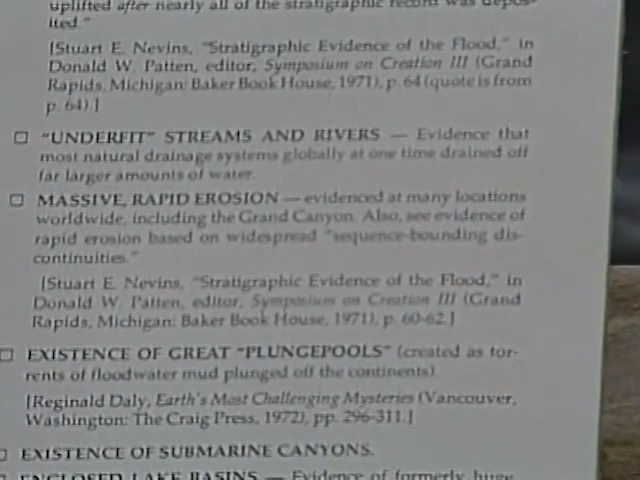 uplifted after nearly all of the stratigraphic record was depos-
ited."
[Stuart E. Nevins, "Stratigraphic Evidence of the Flood," in
Donald W. Patten, editor, Symposium on Creation III (Grand
Rapids, Michigan: Baker Book House, 1971), p. 64 (quote is from
p. 64).]
☐ "UNDERFIT" STREAMS AND RIVERS — Evidence that
most natural drainage systems globally at one time drained off
far larger amounts of water.
☐ MASSIVE, RAPID EROSION — evidenced at many locations
worldwide, including the Grand Canyon. Also, see evidence of
rapid erosion based on widespread "sequence-bounding dis-
continuities."
[Stuart E. Nevins, "Stratigraphic Evidence of the Flood," in
Donald W. Patten, editor, Symposium on Creation III (Grand
Rapids, Michigan: Baker Book House, 1971), p. 60-62.]
☐ EXISTENCE OF GREAT "PLUNGEPOOLS" (created as tor-
rents of floodwater mud plunged off the continents).
[Reginald Daly, Earth's Most Challenging Mysteries (Vancouver,
Washington: The Craig Press, 1972), pp. 296-311.]
☐ EXISTENCE OF SUBMARINE CANYONS.
ENCLOSED LAKE BASINS — Evidence of formerly huge